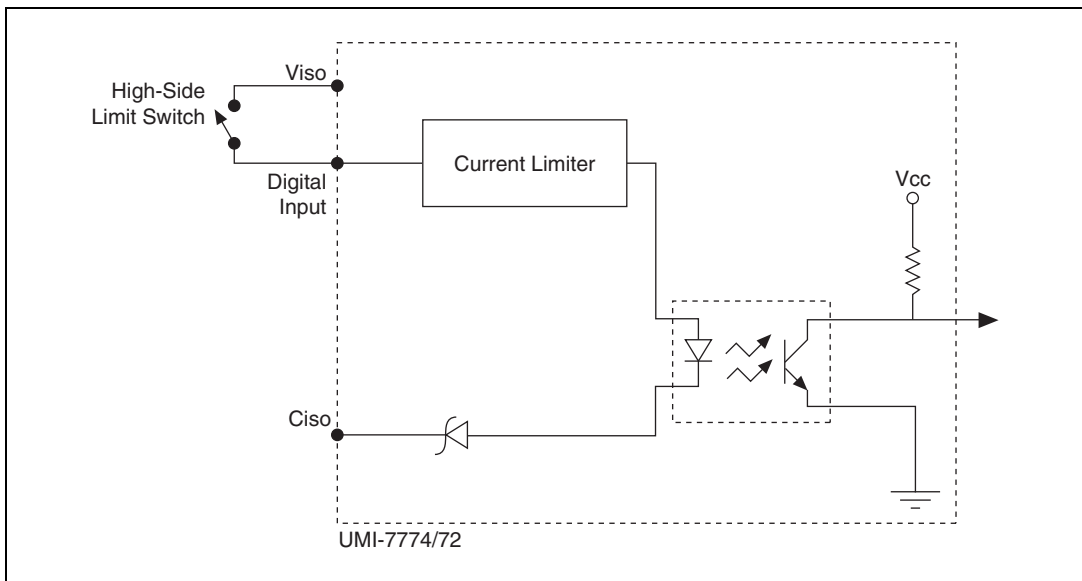 Viso
High-Side
Limit Switch
Current Limiter
Digital
Input
Vcc
Ciso
UMI-7774/72